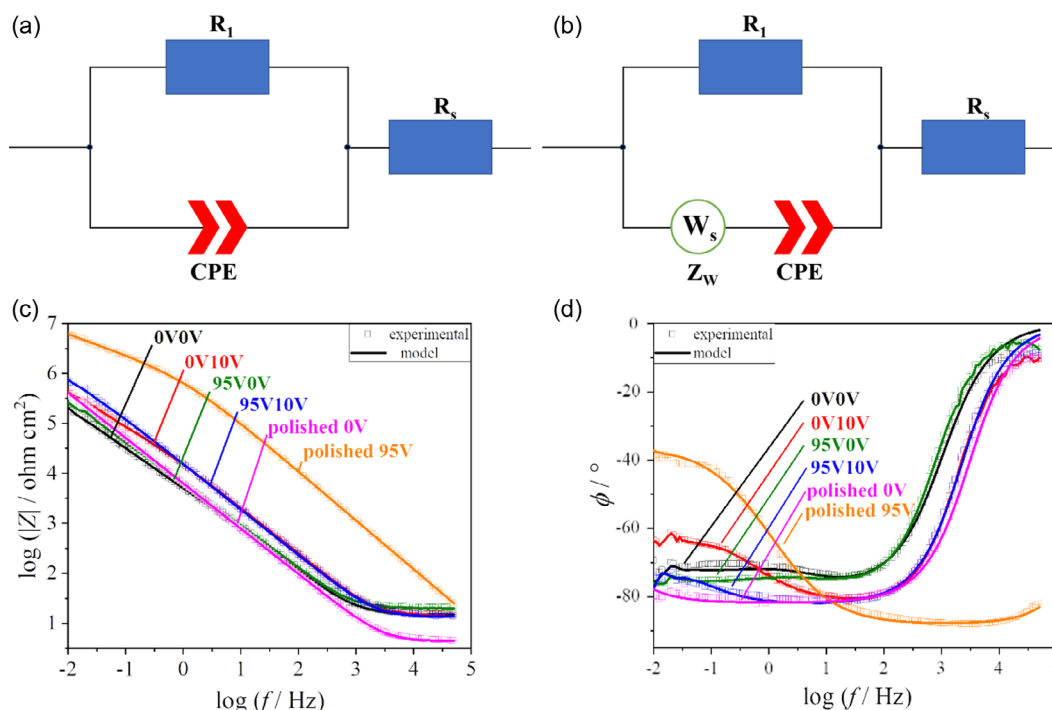 (a)
R1
Rs
CPE
(b)
R1
Rs
Ws
ZW
CPE
(c)
7
6
5
4
3
2
1
-2
-1
0
1
2
3
4
5
log (|Z| / ohm cm2)
log (f / Hz)
experimental
model
0V0V
0V10V
95V0V
95V10V
polished 0V
polished 95V
(d)
0
-20
-40
-60
-80
-2
-1
0
1
2
3
4
ϕ / °
log (f / Hz)
experimental
model
0V0V
0V10V
95V0V
95V10V
polished 0V
polished 95V